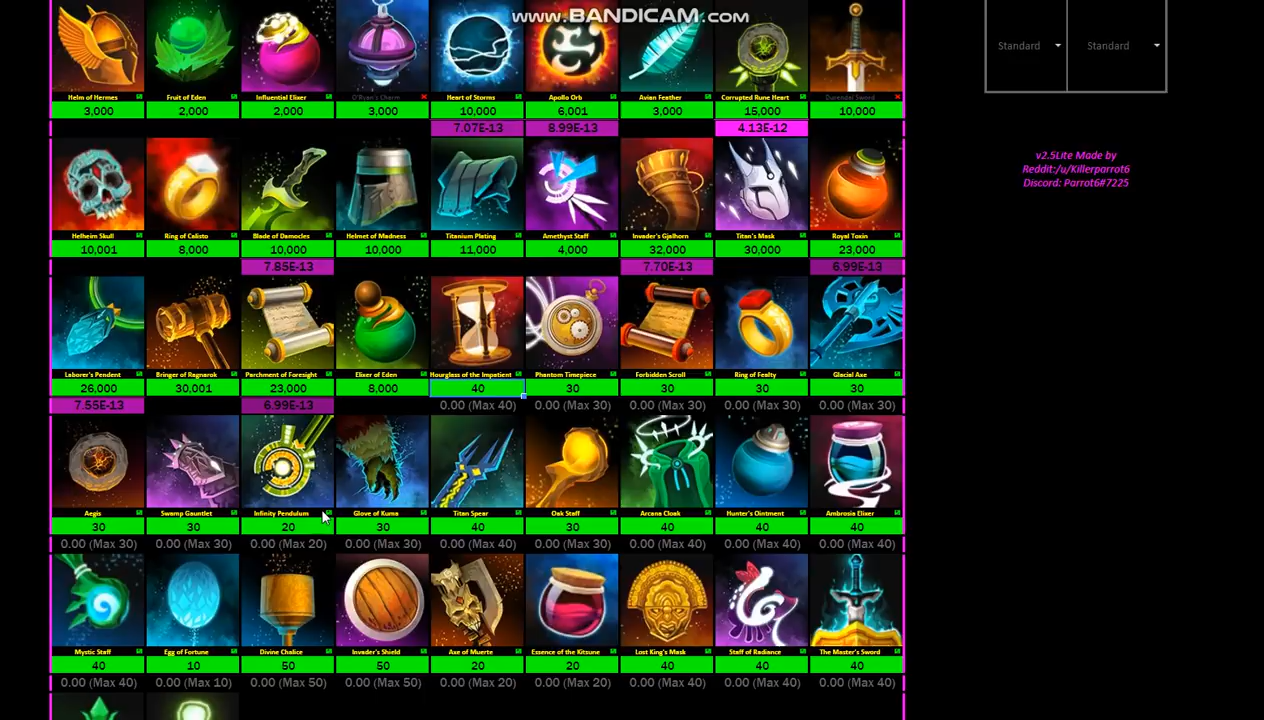 www.BANDICAM.com
Standard Standard
Helm of Hermes Fruit of Eden Influential Elixer O'Ryan's Charm Heart of Storms Apollo Orb Avian Feather Corrupted Rune Heart Durendal Sword
3,000 2,000 2,000 3,000 10,000 6,001 3,000 15,000 10,000
7.07E-13 8.99E-13 4.13E-12
v2.5Lite Made by
Reddit:/u/Killerparrot6
Discord: Parrot6#7225
Helheim Skull Ring of Calisto Blade of Damocles Helmet of Madness Titanium Plating Amethyst Staff Invader's Gjalhorn Titan's Mask Royal Toxin
10,001 8,000 10,000 10,000 11,000 4,000 32,000 30,000 23,000
7.85E-13 7.70E-13 6.99E-13
Laborer's Pendent Bringer of Ragnarok Parchment of Foresight Elixer of Eden Hourglass of the Impatient Phantom Timepiece Forbidden Scroll Ring of Fealty Glacial Axe
26,000 30,001 23,000 8,000 40 30 30 30 30
7.55E-13 6.99E-13 0.00 (Max 40) 0.00 (Max 30) 0.00 (Max 30) 0.00 (Max 30) 0.00 (Max 30)
Aegis Swamp Gauntlet Infinity Pendulum Glove of Kuma Titan Spear Oak Staff Arcana Cloak Hunter's Ointment Ambrosia Elixer
30 30 20 30 40 30 40 40 40
0.00 (Max 30) 0.00 (Max 30) 0.00 (Max 20) 0.00 (Max 30) 0.00 (Max 40) 0.00 (Max 30) 0.00 (Max 40) 0.00 (Max 40) 0.00 (Max 40)
Mystic Staff Egg of Fortune Divine Chalice Invader's Shield Axe of Muerte Essence of the Kitsune Lost King's Mask Staff of Radiance The Master's Sword
40 10 50 50 20 20 40 40 40
0.00 (Max 40) 0.00 (Max 10) 0.00 (Max 50) 0.00 (Max 50) 0.00 (Max 20) 0.00 (Max 20) 0.00 (Max 40) 0.00 (Max 40) 0.00 (Max 40)